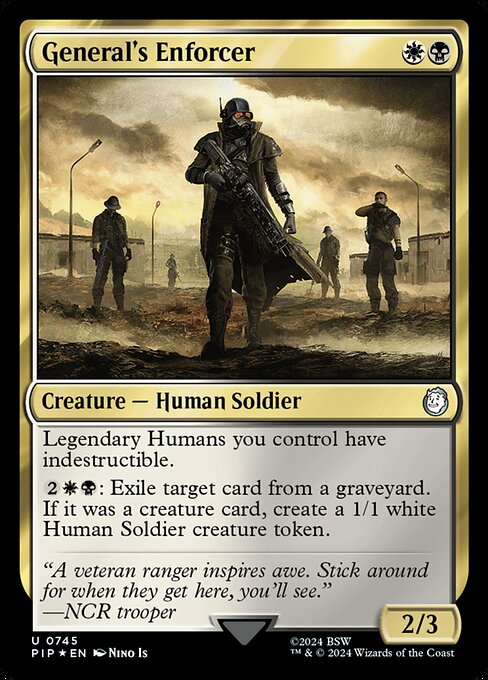 General's Enforcer
Creature — Human Soldier
Legendary Humans you control have
indestructible.
2: Exile target card from a graveyard.
If it was a creature card, create a 1/1 white
Human Soldier creature token.
“A veteran ranger inspires awe. Stick around
for when they get here, you'll see.”
—NCR trooper
2/3
U 0745
PIP ★ EN Nino Is
©2024 BSW
™ & © 2024 Wizards of the Coast